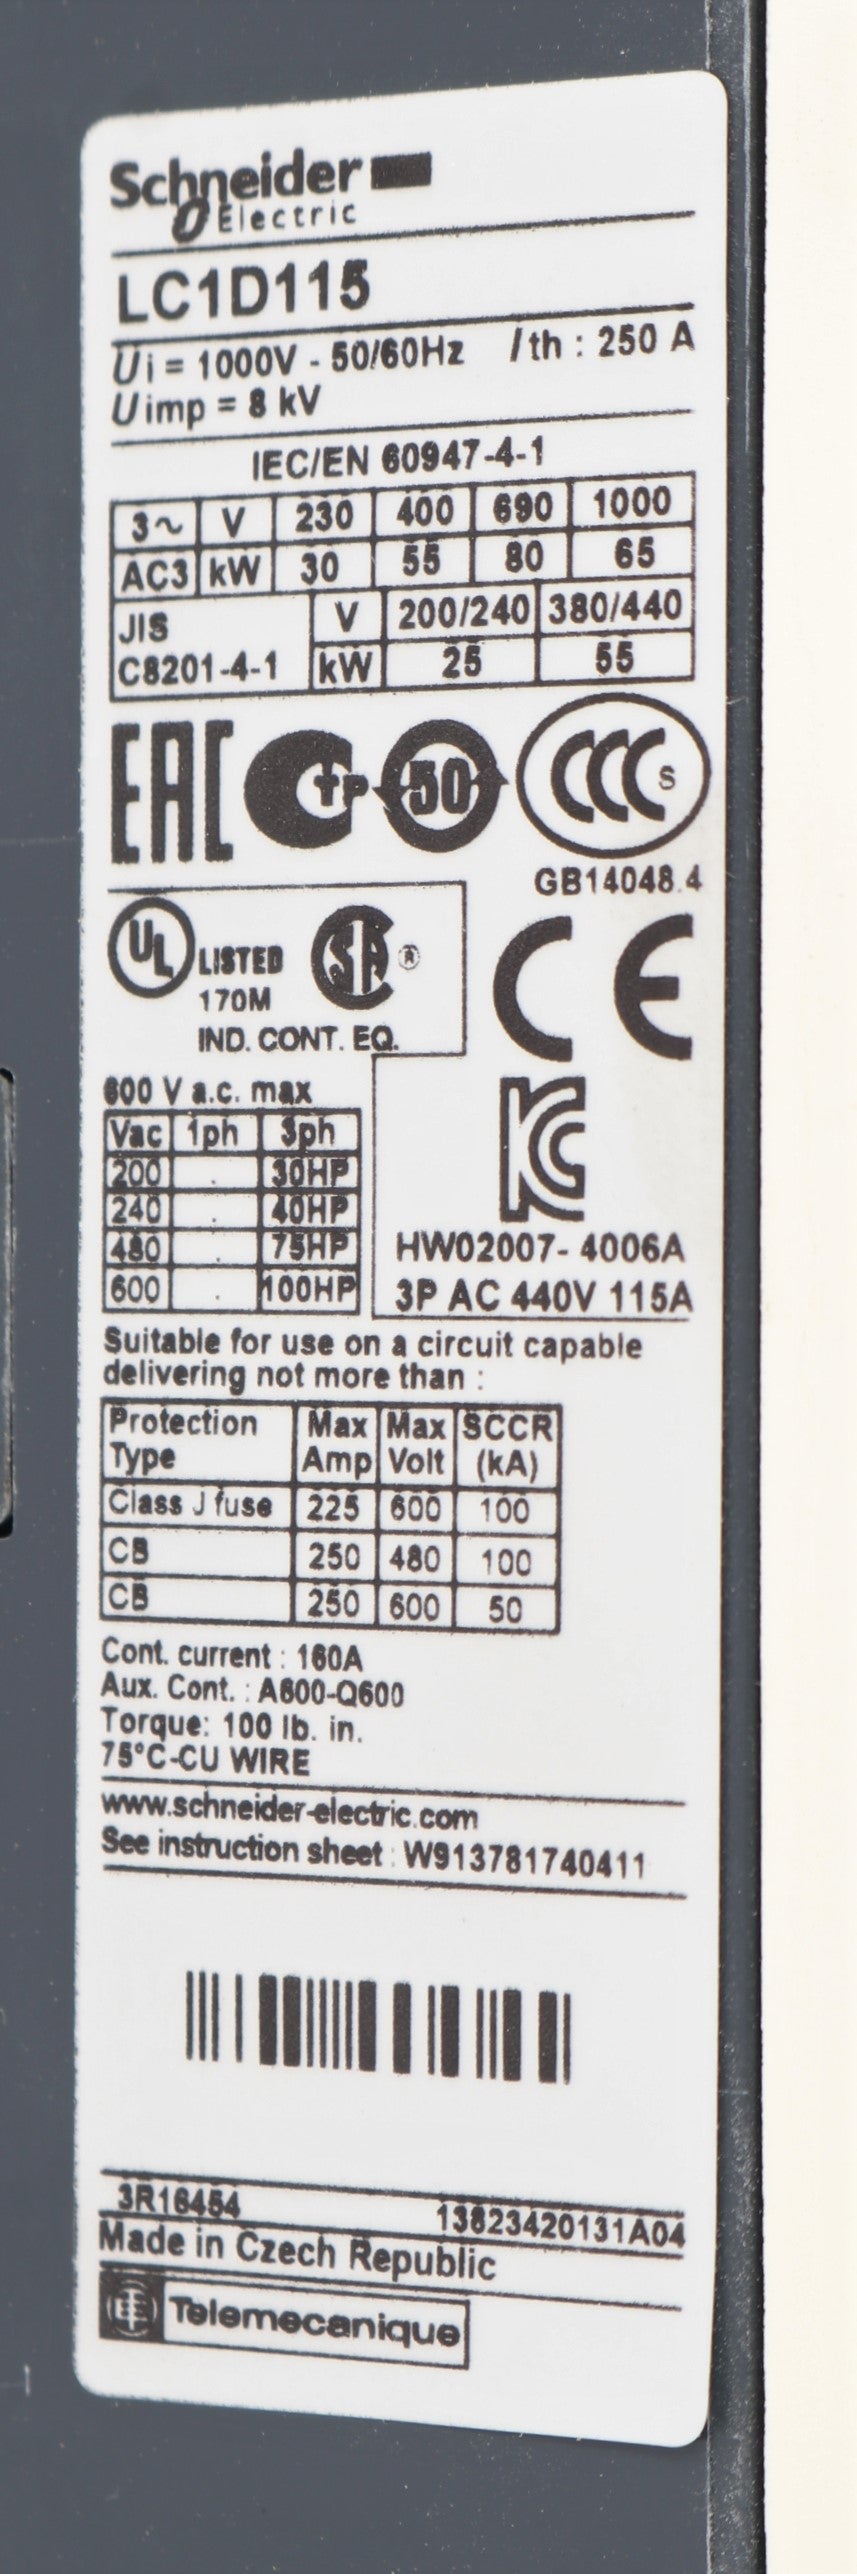 Schneider
Electric
LC1D115
Ui = 1000V - 50/60Hz Ith : 250 A
Uimp = 8 kV
IEC/EN 60947-4-1
3~ V 230 400 690 1000
AC3 kW 30 55 80 65
JIS C8201-4-1 V 200/240 380/440
kW 25 55
EAC
50
CCC S
GB14048.4
UL LISTED
170M
IND. CONT. EQ.
SA ®
CE
600 V a.c. max
Vac 1ph 3ph
200 . 30HP
240 . 40HP
480 . 75HP
600 . 100HP
KC
HW02007- 4006A
3P AC 440V 115A
Suitable for use on a circuit capable
delivering not more than :
Protection Type Max Amp Max Volt SCCR (kA)
Class J fuse 225 600 100
CB 250 480 100
CB 250 600 50
Cont. current : 160A
Aux. Cont. : A600-Q600
Torque: 100 lb. in.
75°C-CU WIRE
www.schneider-electric.com
See instruction sheet : W913781740411
3R16454 13823420131A04
Made in Czech Republic
Telemecanique